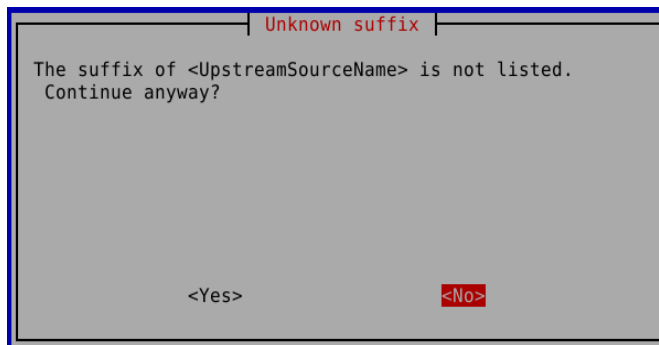 Unknown suffix
The suffix of <UpstreamSourceName> is not listed.
Continue anyway?
<Yes> <No>